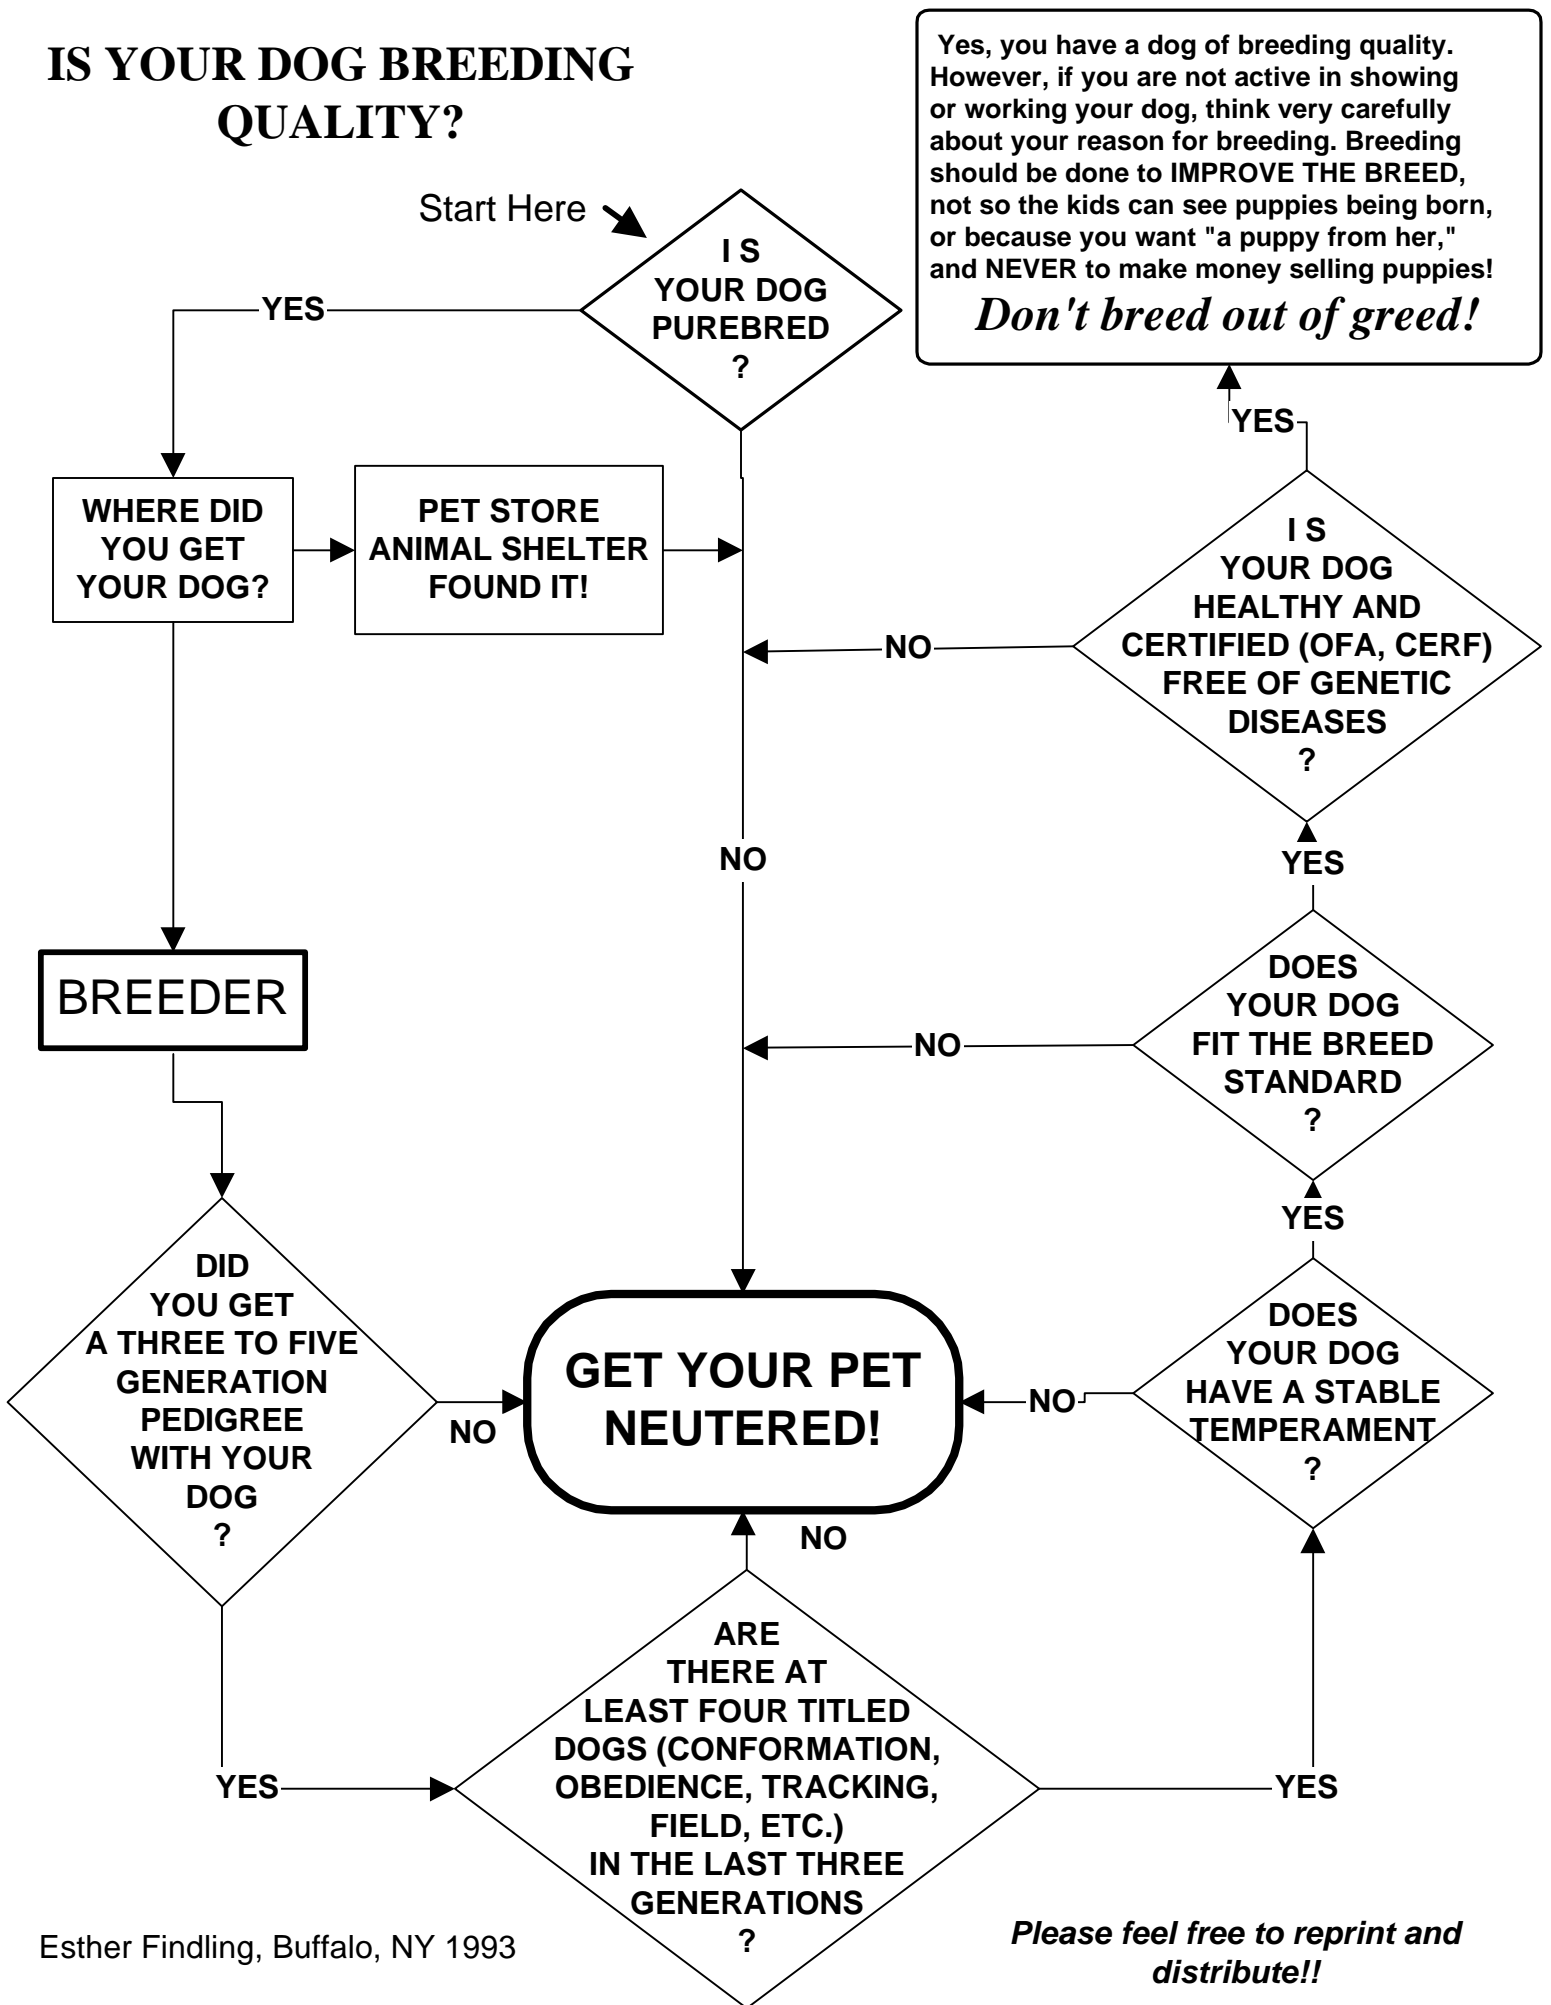 IS YOUR DOG BREEDING
QUALITY?
Yes, you have a dog of breeding quality.
However, if you are not active in showing
or working your dog, think very carefully
about your reason for breeding. Breeding
should be done to IMPROVE THE BREED,
not so the kids can see puppies being born,
or because you want "a puppy from her,"
and NEVER to make money selling puppies!
Don't breed out of greed!
Start Here
I S
YOUR DOG
PUREBRED
?
YES
YES
WHERE DID
YOU GET
YOUR DOG?
PET STORE
ANIMAL SHELTER
FOUND IT!
I S
YOUR DOG
HEALTHY AND
CERTIFIED (OFA, CERF)
FREE OF GENETIC
DISEASES
?
NO
NO
YES
BREEDER
DOES
YOUR DOG
FIT THE BREED
STANDARD
?
NO
YES
DID
YOU GET
A THREE TO FIVE
GENERATION
PEDIGREE
WITH YOUR
DOG
?
NO
GET YOUR PET
NEUTERED!
NO
DOES
YOUR DOG
HAVE A STABLE
TEMPERAMENT
?
NO
ARE
THERE AT
LEAST FOUR TITLED
DOGS (CONFORMATION,
OBEDIENCE, TRACKING,
FIELD, ETC.)
IN THE LAST THREE
GENERATIONS
?
YES
YES
Esther Findling, Buffalo, NY 1993
Please feel free to reprint and
distribute!!